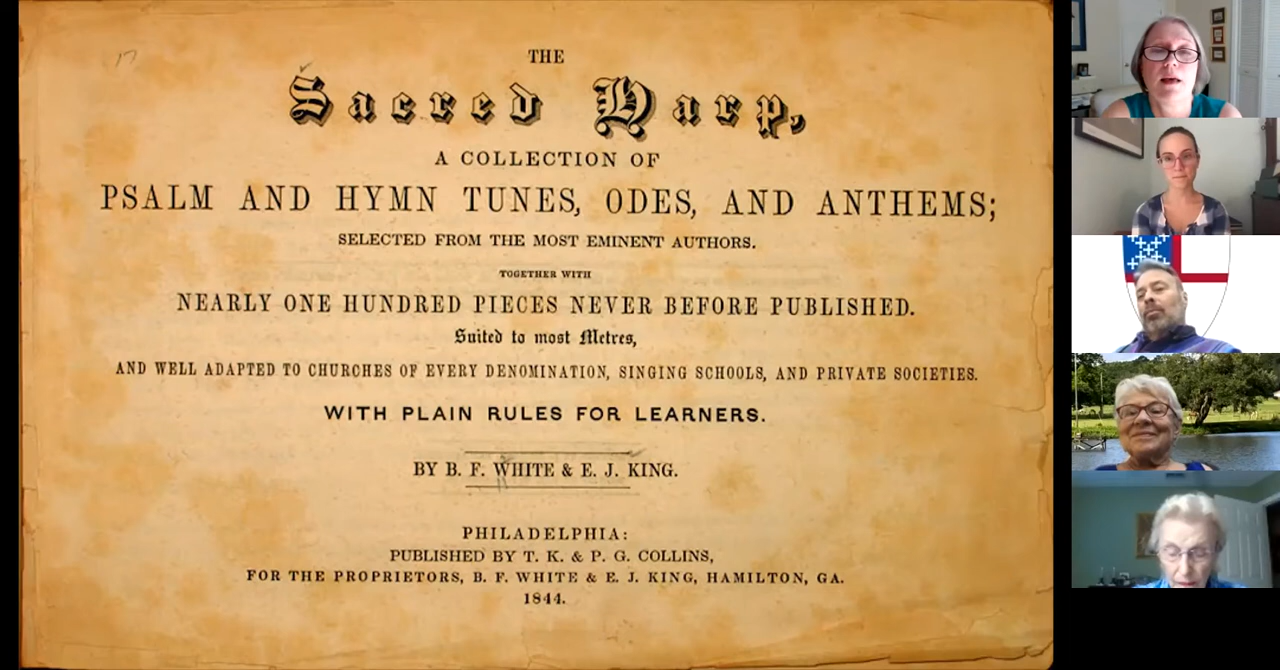 17
THE
Sacred Harp,
A COLLECTION OF
PSALM AND HYMN TUNES, ODES, AND ANTHEMS;
SELECTED FROM THE MOST EMINENT AUTHORS.
TOGETHER WITH
NEARLY ONE HUNDRED PIECES NEVER BEFORE PUBLISHED.
Suited to most Metres,
AND WELL ADAPTED TO CHURCHES OF EVERY DENOMINATION, SINGING SCHOOLS, AND PRIVATE SOCIETIES.
WITH PLAIN RULES FOR LEARNERS.
BY B. F. WHITE & E. J. KING.
PHILADELPHIA:
PUBLISHED BY T. K. & P. G. COLLINS,
FOR THE PROPRIETORS, B. F. WHITE & E. J. KING, HAMILTON, GA.
1844.